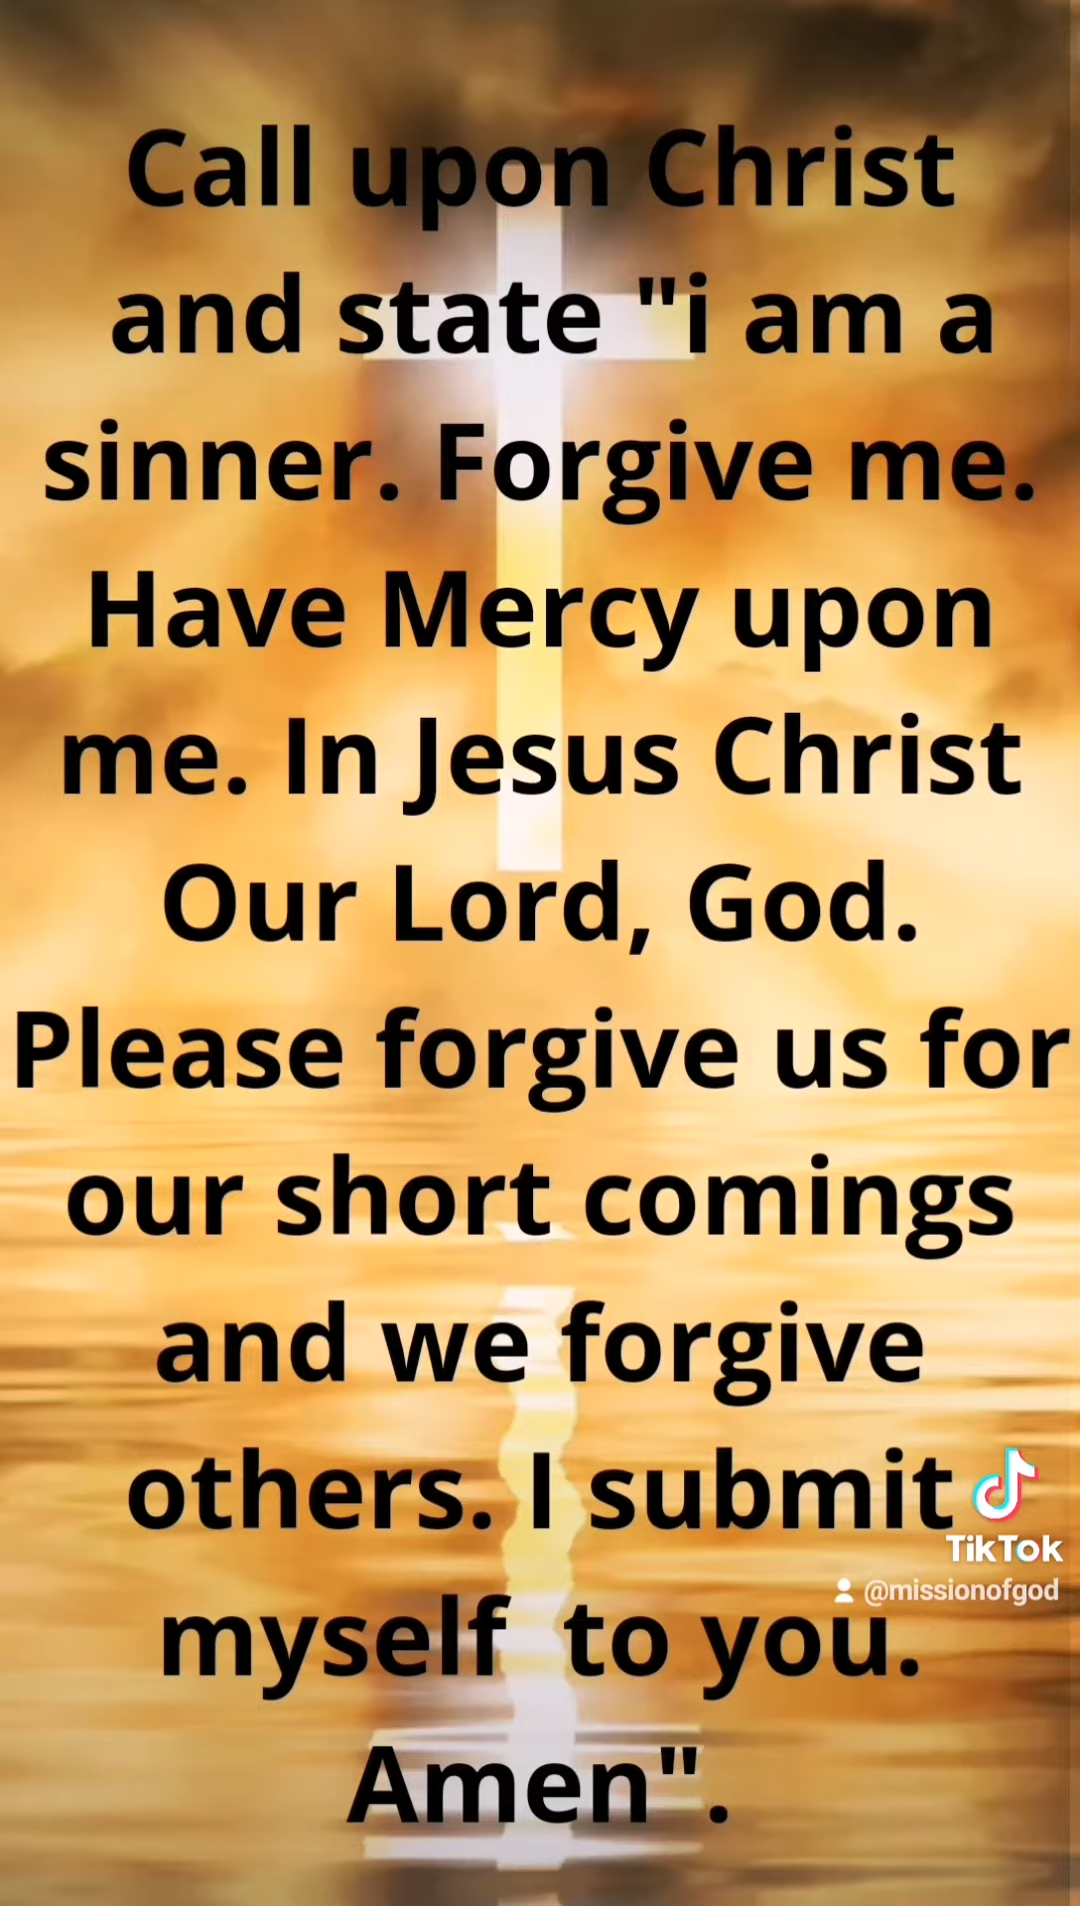 Call upon Christ
and state "i am a
sinner. Forgive me.
Have Mercy upon
me. In Jesus Christ
Our Lord, God.
Please forgive us for
our short comings
and we forgive
others. I submit
TikTok
@missionofgod
myself to you.
Amen".